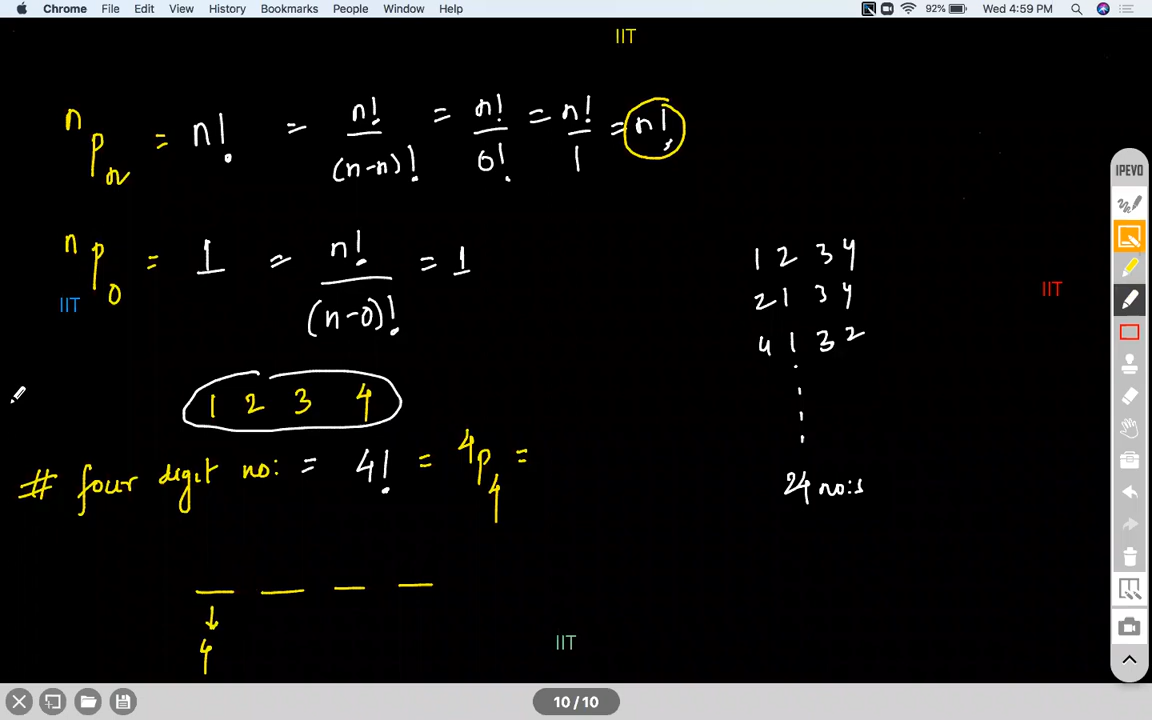 Chrome File Edit View History Bookmarks People Window Help 92% Wed 4:59 PM
IIT
ⁿPₙ = n! = n!/(n-n)! = n!/0! = n!/1 = n!
IPEVO
ⁿP₀ = 1 = n!/(n-0)! = 1
1 2 3 4
2 1 3 4
4 1 3 2
IIT
IIT
1 2 3 4
# four digit no: = 4! = ⁴P₄ =
24 no:s
4
IIT
10/10